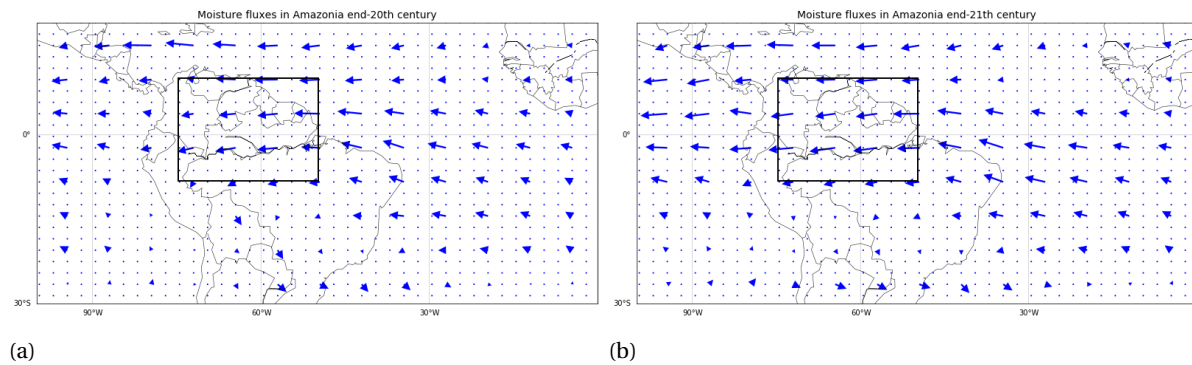 Moisture fluxes in Amazonia end-20th century
0°
30°S
90°W
60°W
30°W
(a)
Moisture fluxes in Amazonia end-21th century
0°
30°S
90°W
60°W
30°W
(b)